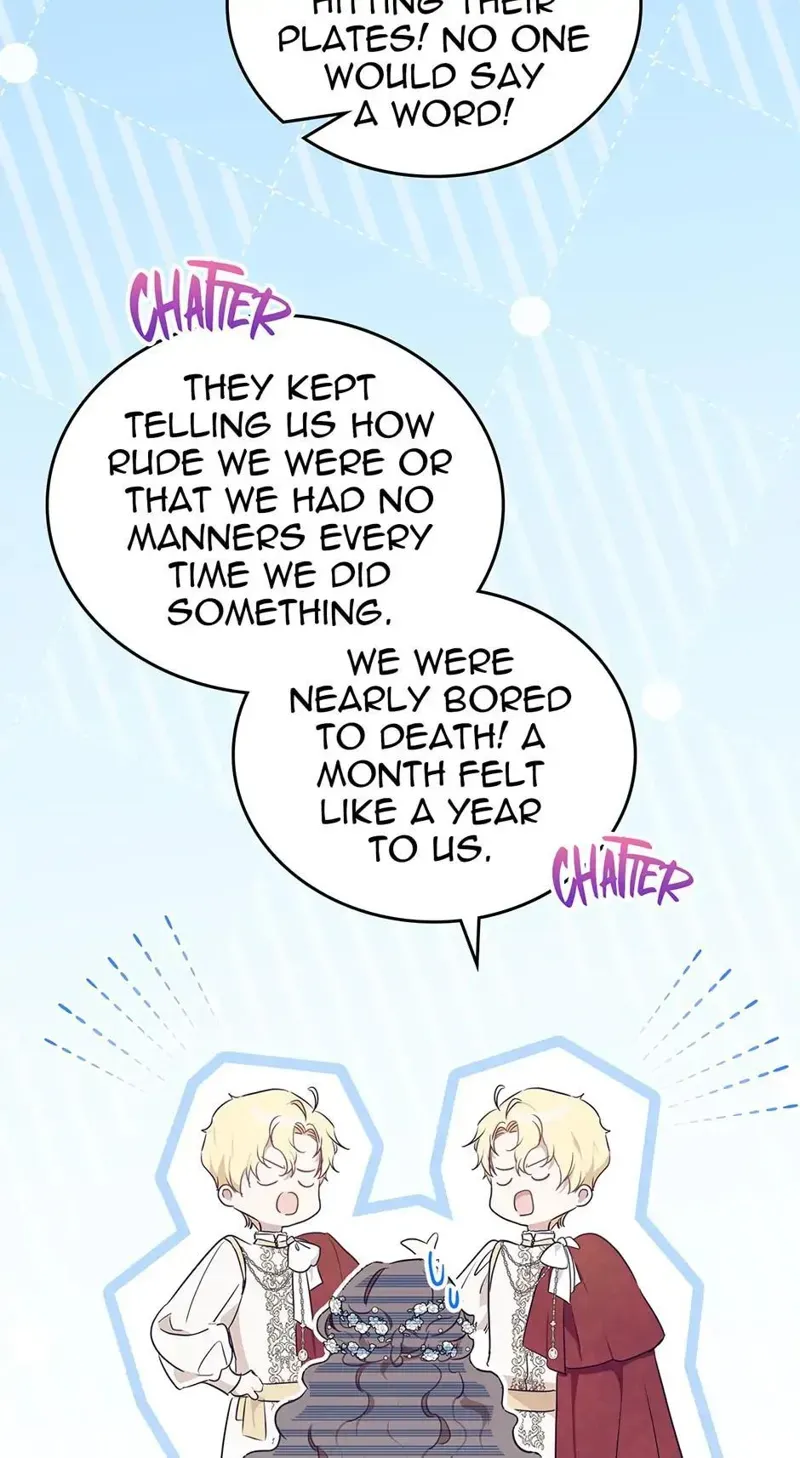 HITTING THEIR
PLATES! NO ONE
WOULD SAY
A WORD!
CHATTER
THEY KEPT
TELLING US HOW
RUDE WE WERE OR
THAT WE HAD NO
MANNERS EVERY
TIME WE DID
SOMETHING.
WE WERE
NEARLY BORED
TO DEATH! A
MONTH FELT
LIKE A YEAR
TO US.
CHATTER